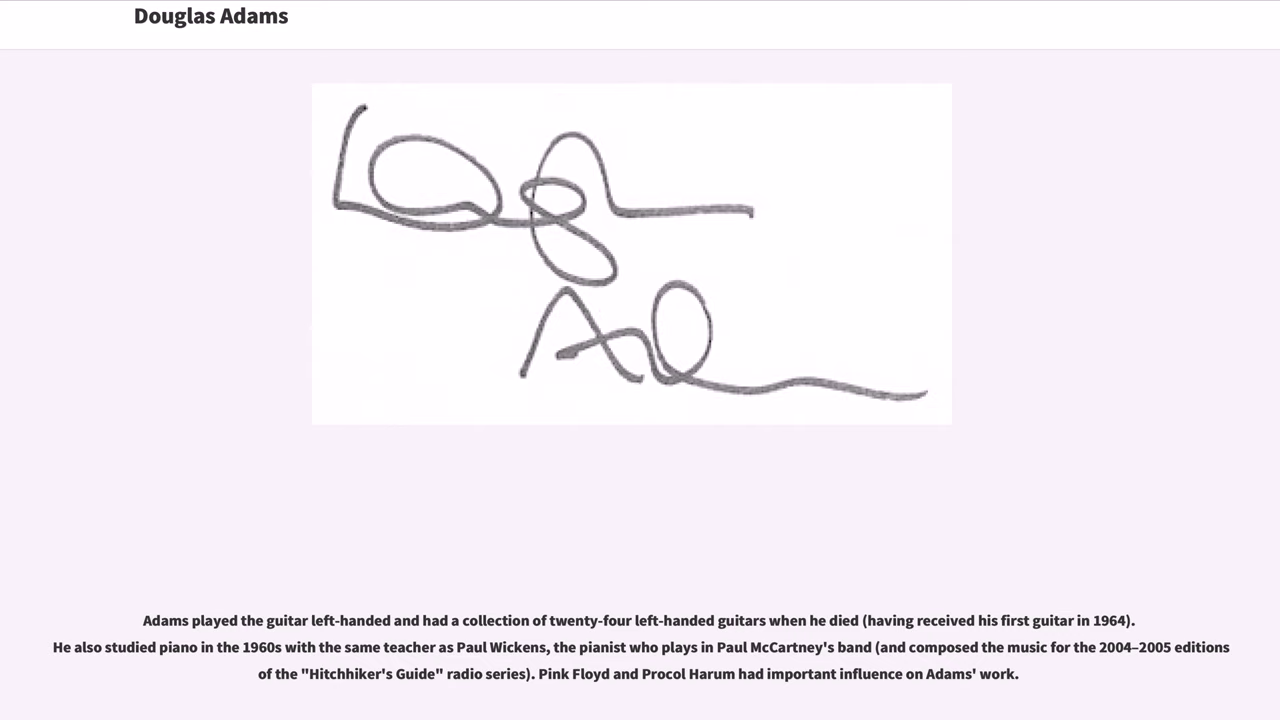 Douglas Adams
Adams played the guitar left-handed and had a collection of twenty-four left-handed guitars when he died (having received his first guitar in 1964).
He also studied piano in the 1960s with the same teacher as Paul Wickens, the pianist who plays in Paul McCartney's band (and composed the music for the 2004–2005 editions
of the "Hitchhiker's Guide" radio series). Pink Floyd and Procol Harum had important influence on Adams' work.